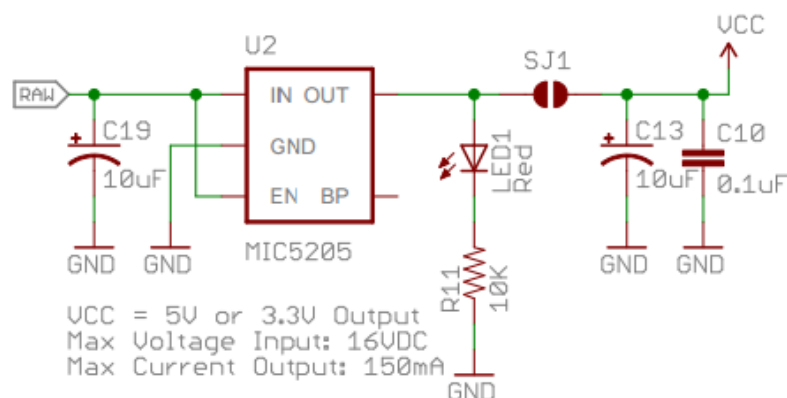 VCC
U2
SJ1
RAW
IN OUT
C19
10uF
GND
EN BP
LED1
Red
C13
10uF
C10
0.1uF
MIC5205
GND
GND
GND
GND
R11
10K
VCC = 5V or 3.3V Output
Max Voltage Input: 16VDC
Max Current Output: 150mA
GND